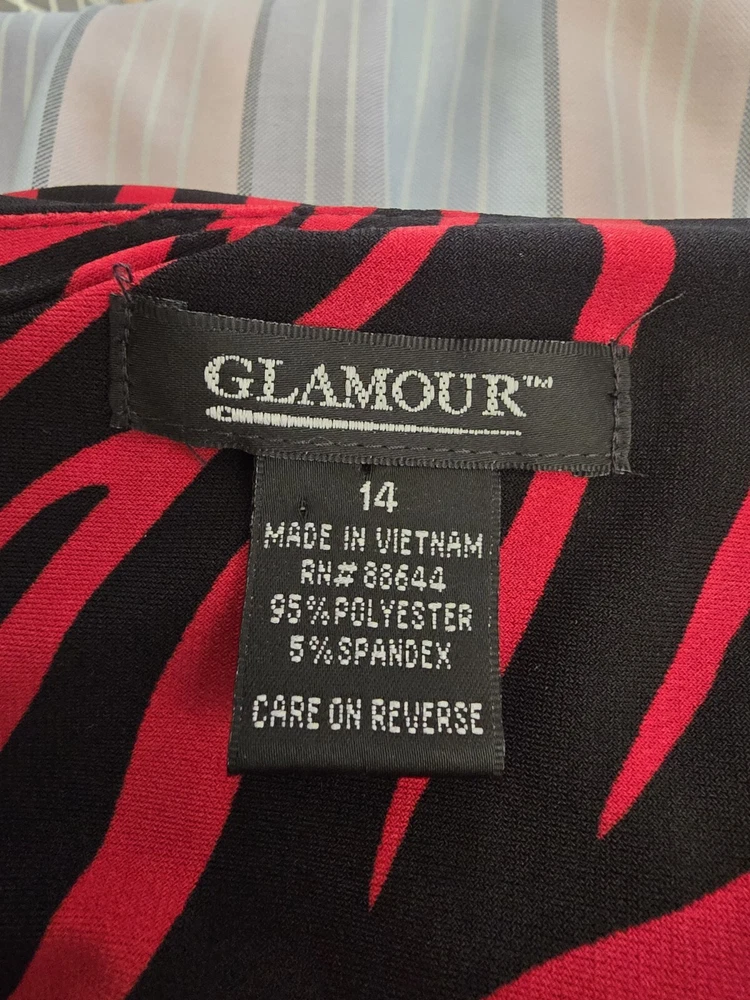 GLAMOUR™
14
MADE IN VIETNAM
RN# 88644
95%POLYESTER
5%SPANDEX
CARE ON REVERSE